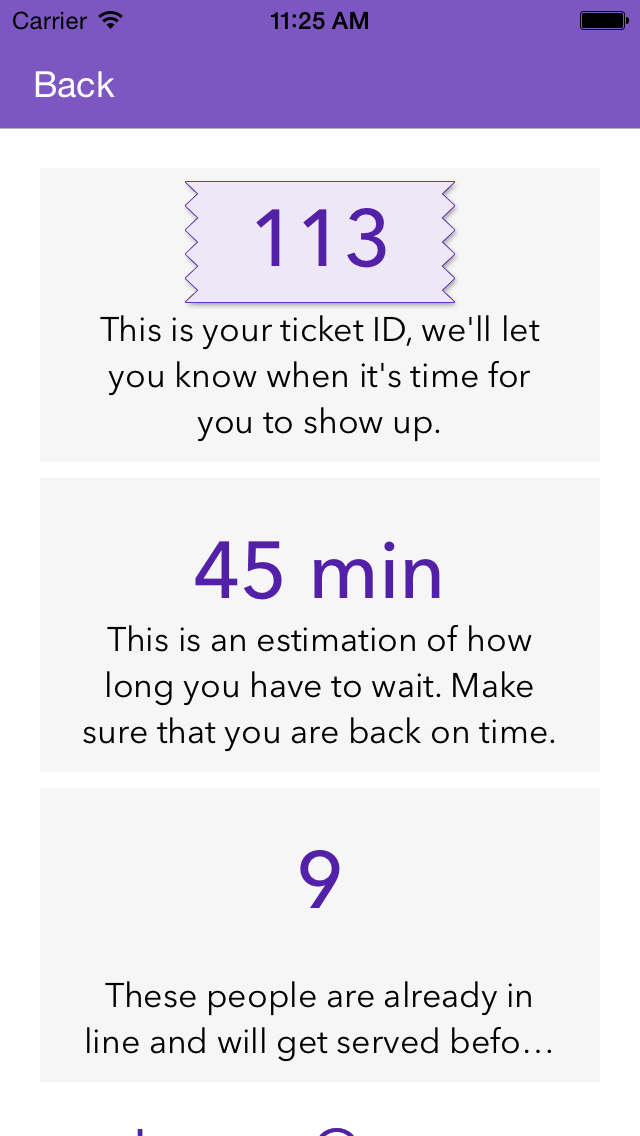 Carrier 11:25 AM
Back
113
This is your ticket ID, we'll let
you know when it's time for
you to show up.
45 min
This is an estimation of how
long you have to wait. Make
sure that you are back on time.
9
These people are already in
line and will get served befo…